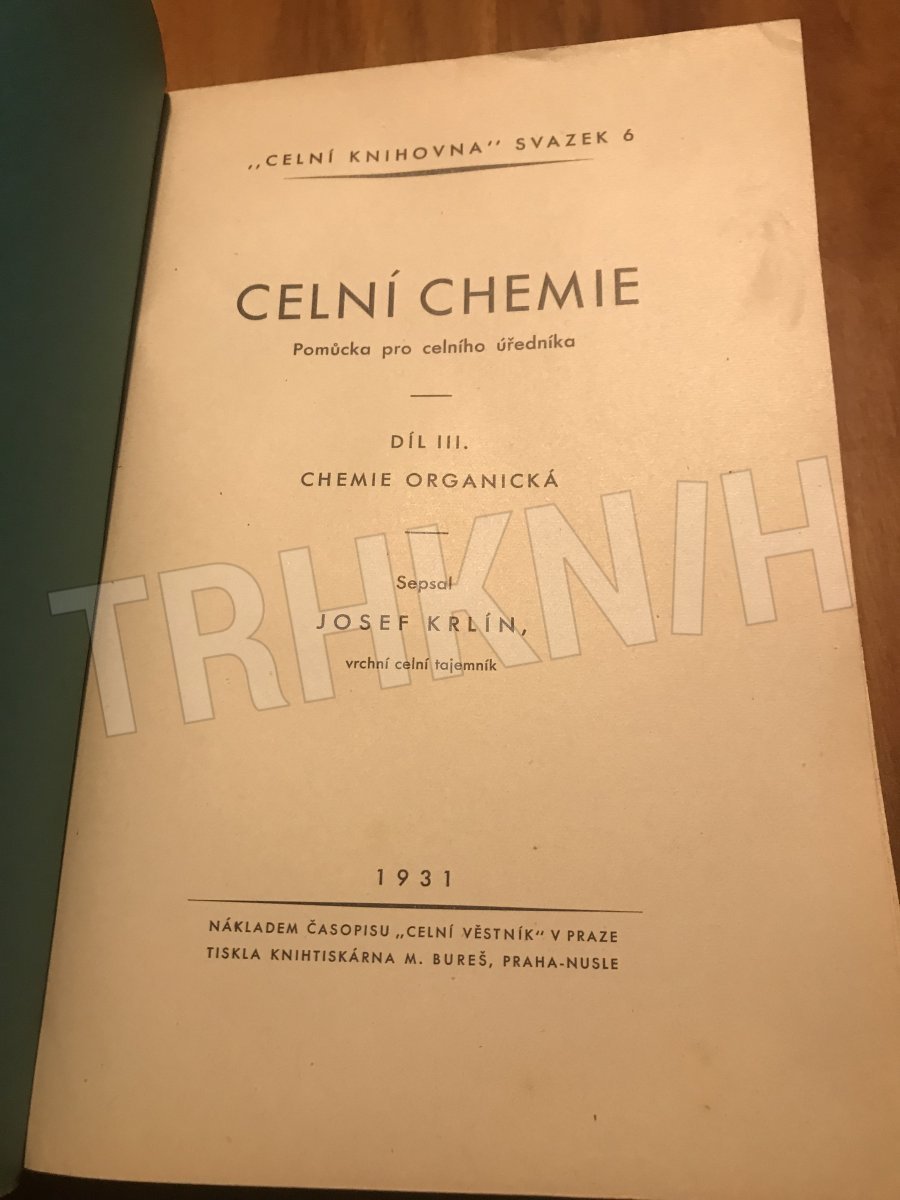 „CELNÍ KNIHOVNA" SVAZEK 6
CELNÍ CHEMIE
Pomůcka pro celního úředníka
DÍL III.
CHEMIE ORGANICKÁ
TRHKNIH
Sepsal
JOSEF KRLÍN,
vrchní celní tajemník
1931
NÁKLADEM ČASOPISU „CELNÍ VĚSTNÍK" V PRAZE
TISKLA KNIHTISKÁRNA M. BUREŠ, PRAHA-NUSLE